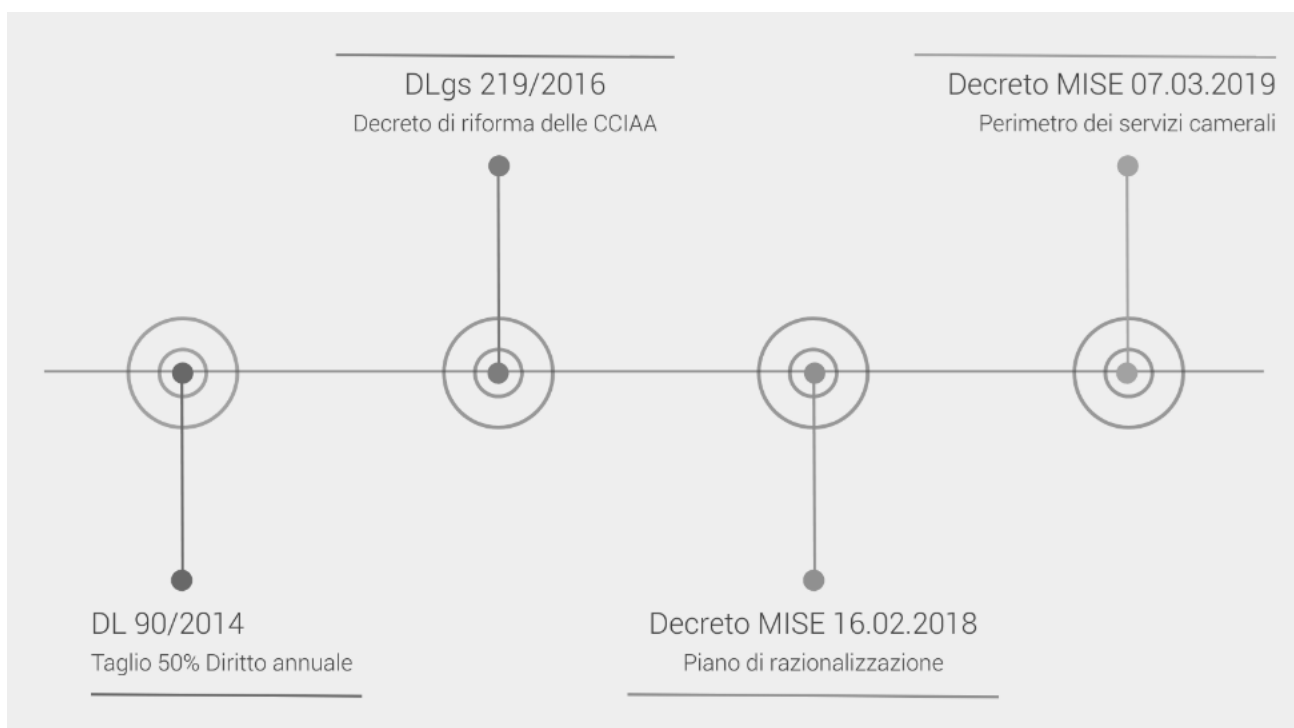 DLgs 219/2016
Decreto di riforma delle CCIAA
Decreto MISE 07.03.2019
Perimetro dei servizi camerali
DL 90/2014
Taglio 50% Diritto annuale
Decreto MISE 16.02.2018
Piano di razionalizzazione